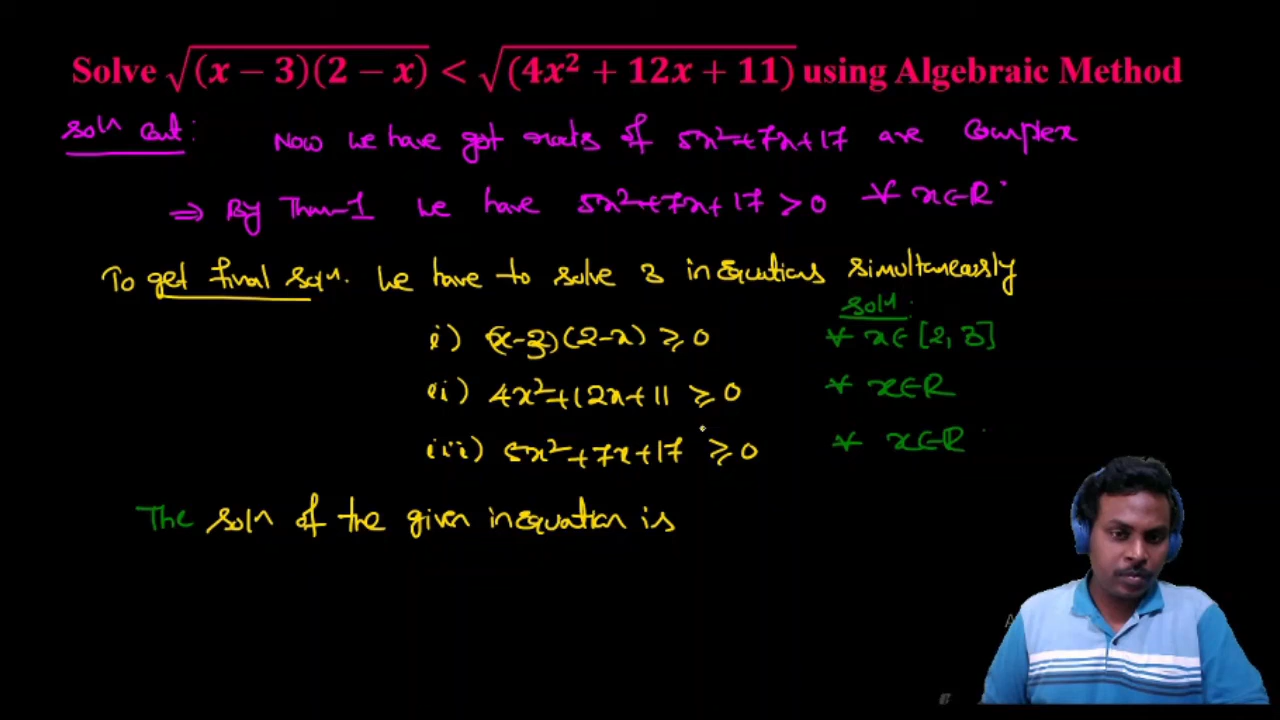 Solve √(x − 3)(2 − x) < √(4x² + 12x + 11) using Algebraic Method
Soln cnt: Now we have got roots of 5x²+7x+17 are Complex
⇒ By Thm-1 we have 5x²+7x+17 > 0 ∀ x∈R
To get final soln. we have to solve 3 inequations simultaneously
soln:
i) (x-3)(2-x) ≥ 0 ∀ x∈[2, 3]
ii) 4x²+12x+11 ≥ 0 ∀ x∈R
iii) 5x²+7x+17 ≥ 0 ∀ x∈R
The soln of the given inequation is